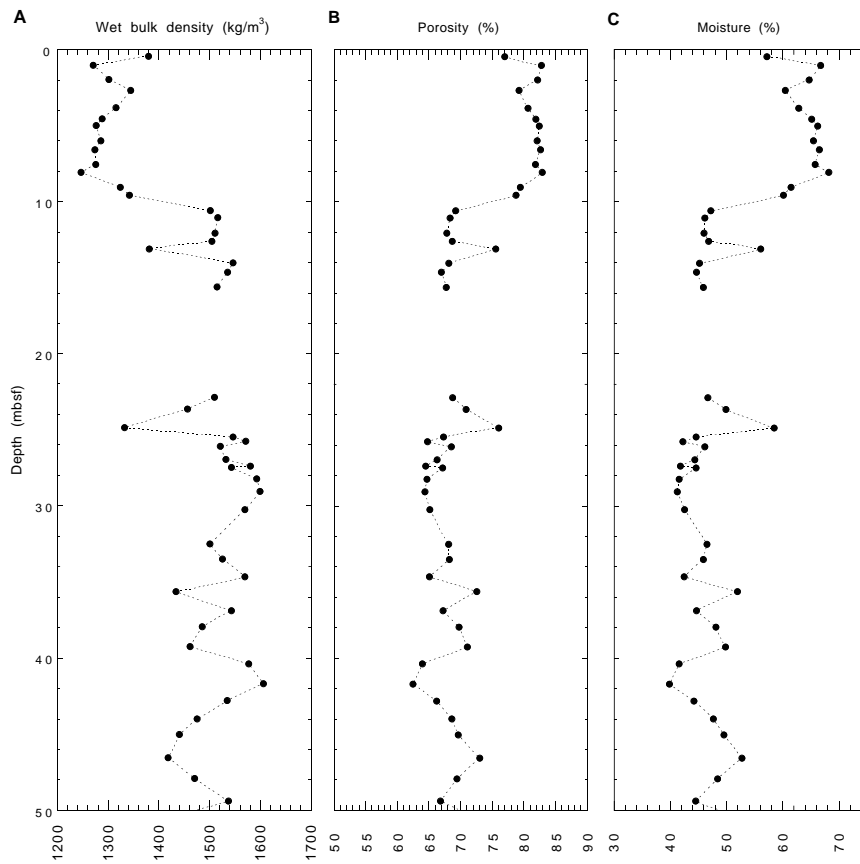 A Wet bulk density (kg/m³) B Porosity (%) C Moisture (%)
0
10
20
30
40
50
Depth (mbsf)
1200 1300 1400 1500 1600 1700
50 55 60 65 70 75 80 85 90
30 40 50 60 70